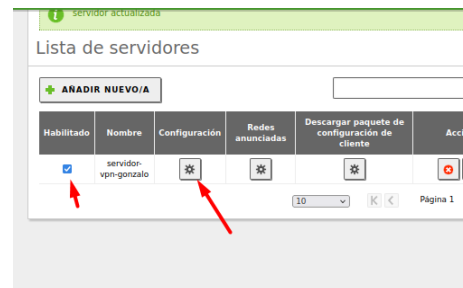 servidor actualizada
Lista de servidores
AÑADIR NUEVO/A
Habilitado Nombre Configuración Redes anunciadas Descargar paquete de configuración de cliente Acci
servidor-vpn-gonzalo
10 Página 1